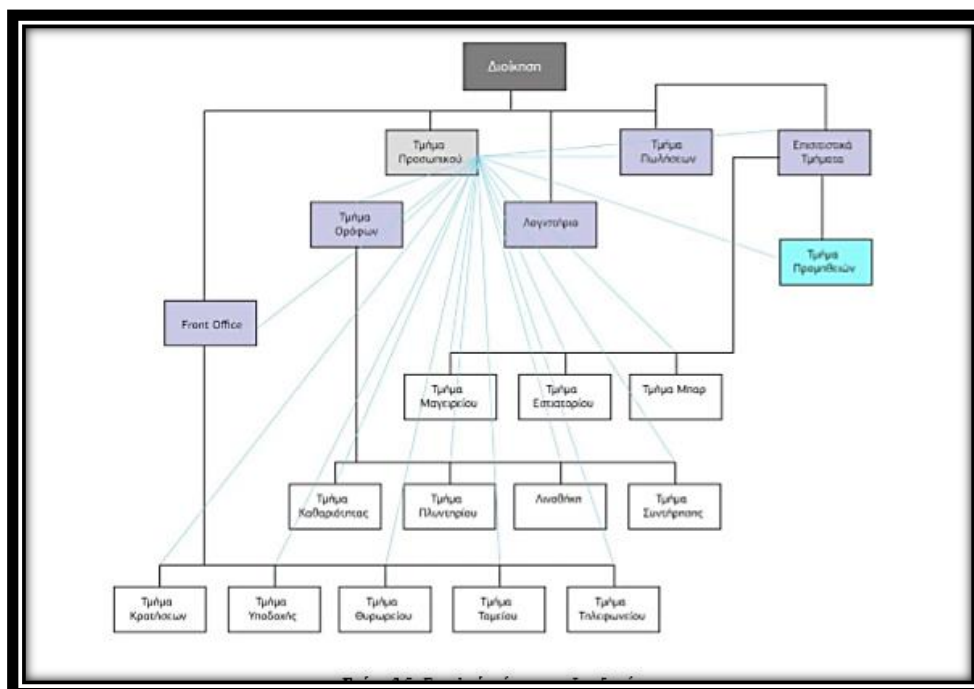 Διοίκηση
Τμήμα
Προσωπικού
Τμήμα
Πωλήσεων
Επισιτιστικά
Τμήματα
Τμήμα
Ορόφων
Λογιστήριο
Τμήμα
Προμηθειών
Front Office
Τμήμα
Μαγειρείου
Τμήμα
Εστιατορίου
Τμήμα Μπαρ
Τμήμα
Καθαριότητας
Τμήμα
Πλυντηρίου
Λινοθήκη
Τμήμα
Συντήρησης
Τμήμα
Κρατήσεων
Τμήμα
Υποδοχής
Τμήμα
Θυρωρείου
Τμήμα
Ταμείου
Τμήμα
Τηλεφωνείου